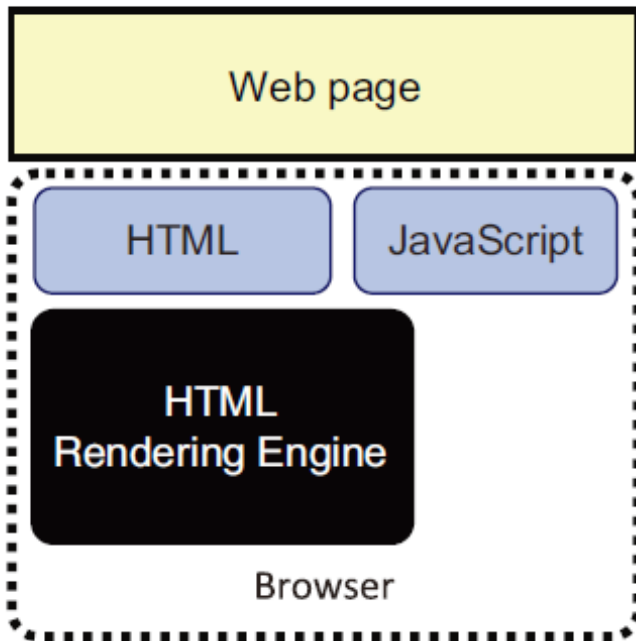 Web page
HTML
JavaScript
HTML
Rendering Engine
Browser